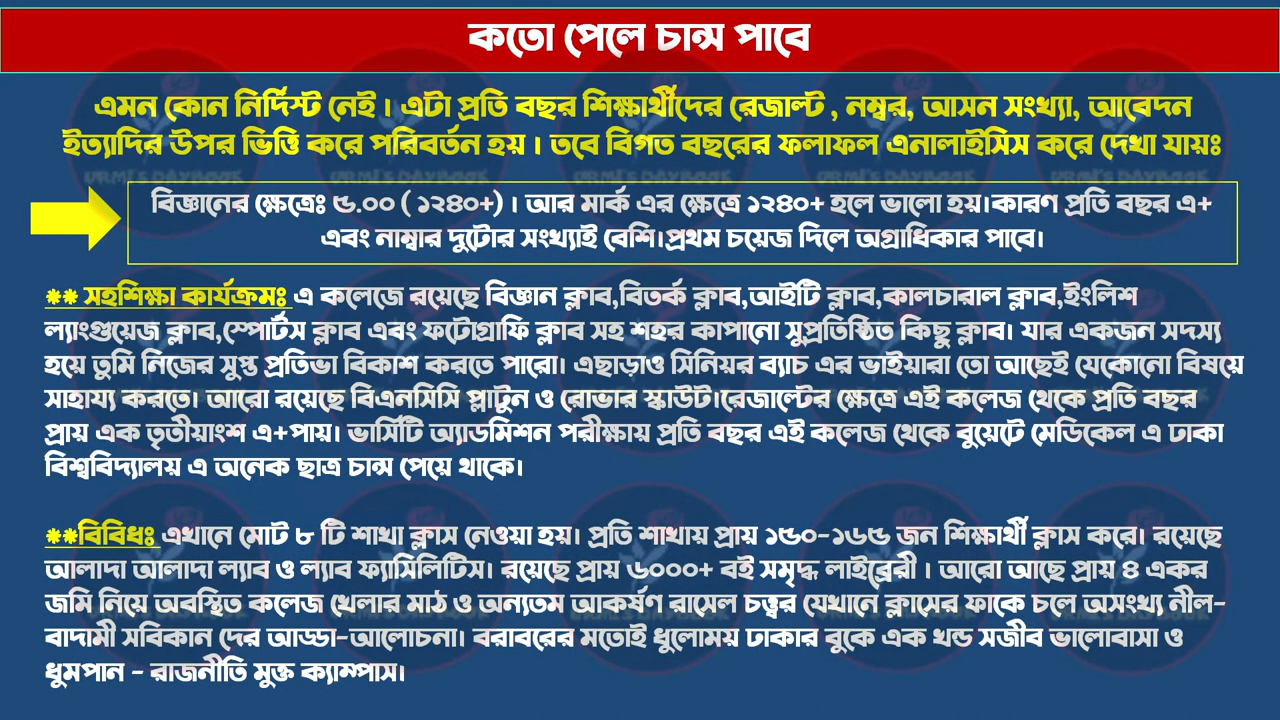 কতো পেলে চান্স পাবে
এমন কোন নির্দিস্ট নেই । এটা প্রতি বছর শিক্ষার্থীদের রেজাল্ট , নম্বর, আসন সংখ্যা, আবেদন
ইত্যাদির উপর ভিত্তি করে পরিবর্তন হয় । তবে বিগত বছরের ফলাফল এনালাইসিস করে দেখা যায়ঃ
বিজ্ঞানের ক্ষেত্রেঃ ৫.০০ ( ১২৪০+) । আর মার্ক এর ক্ষেত্রে ১২৪০+ হলে ভালো হয়।কারণ প্রতি বছর এ+
এবং নাম্বার দুটোর সংখ্যাই বেশি।প্রথম চয়েজ দিলে অগ্রাধিকার পাবে।
** সহশিক্ষা কার্যক্রমঃ এ কলেজে রয়েছে বিজ্ঞান ক্লাব,বিতর্ক ক্লাব,আইটি ক্লাব,কালচারাল ক্লাব,ইংলিশ
ল্যাংগুয়েজ ক্লাব,স্পোর্টস ক্লাব এবং ফটোগ্রাফি ক্লাব সহ শহর কাপানো সুপ্রতিষ্ঠিত কিছু ক্লাব। যার একজন সদস্য
হয়ে তুমি নিজের সুপ্ত প্রতিভা বিকাশ করতে পারো। এছাড়াও সিনিয়র ব্যাচ এর ভাইয়ারা তো আছেই যেকোনো বিষয়ে
সাহায্য করতে। আরো রয়েছে বিএনসিসি প্লাটুন ও রোভার স্কাউট।রেজাল্টের ক্ষেত্রে এই কলেজ থেকে প্রতি বছর
প্রায় এক তৃতীয়াংশ এ+পায়। ভার্সিটি অ্যাডমিশন পরীক্ষায় প্রতি বছর এই কলেজ থেকে বুয়েটে মেডিকেল এ ঢাকা
বিশ্ববিদ্যালয় এ অনেক ছাত্র চান্স পেয়ে থাকে।
**বিবিধঃ এখানে মোট ৮ টি শাখা ক্লাস নেওয়া হয়। প্রতি শাখায় প্রায় ১৫০-১৬৫ জন শিক্ষার্থী ক্লাস করে। রয়েছে
আলাদা আলাদা ল্যাব ও ল্যাব ফ্যাসিলিটিস। রয়েছে প্রায় ৬০০০+ বই সমৃদ্ধ লাইব্রেরী । আরো আছে প্রায় ৪ একর
জমি নিয়ে অবস্থিত কলেজ খেলার মাঠ ও অন্যতম আকর্ষণ রাসেল চত্ত্বর যেখানে ক্লাসের ফাকে চলে অসংখ্য নীল-
বাদামী সবিকান দের আড্ডা-আলোচনা। বরাবরের মতোই ধুলোময় ঢাকার বুকে এক খন্ড সজীব ভালোবাসা ও
ধুমপান - রাজনীতি মুক্ত ক্যাম্পাস।